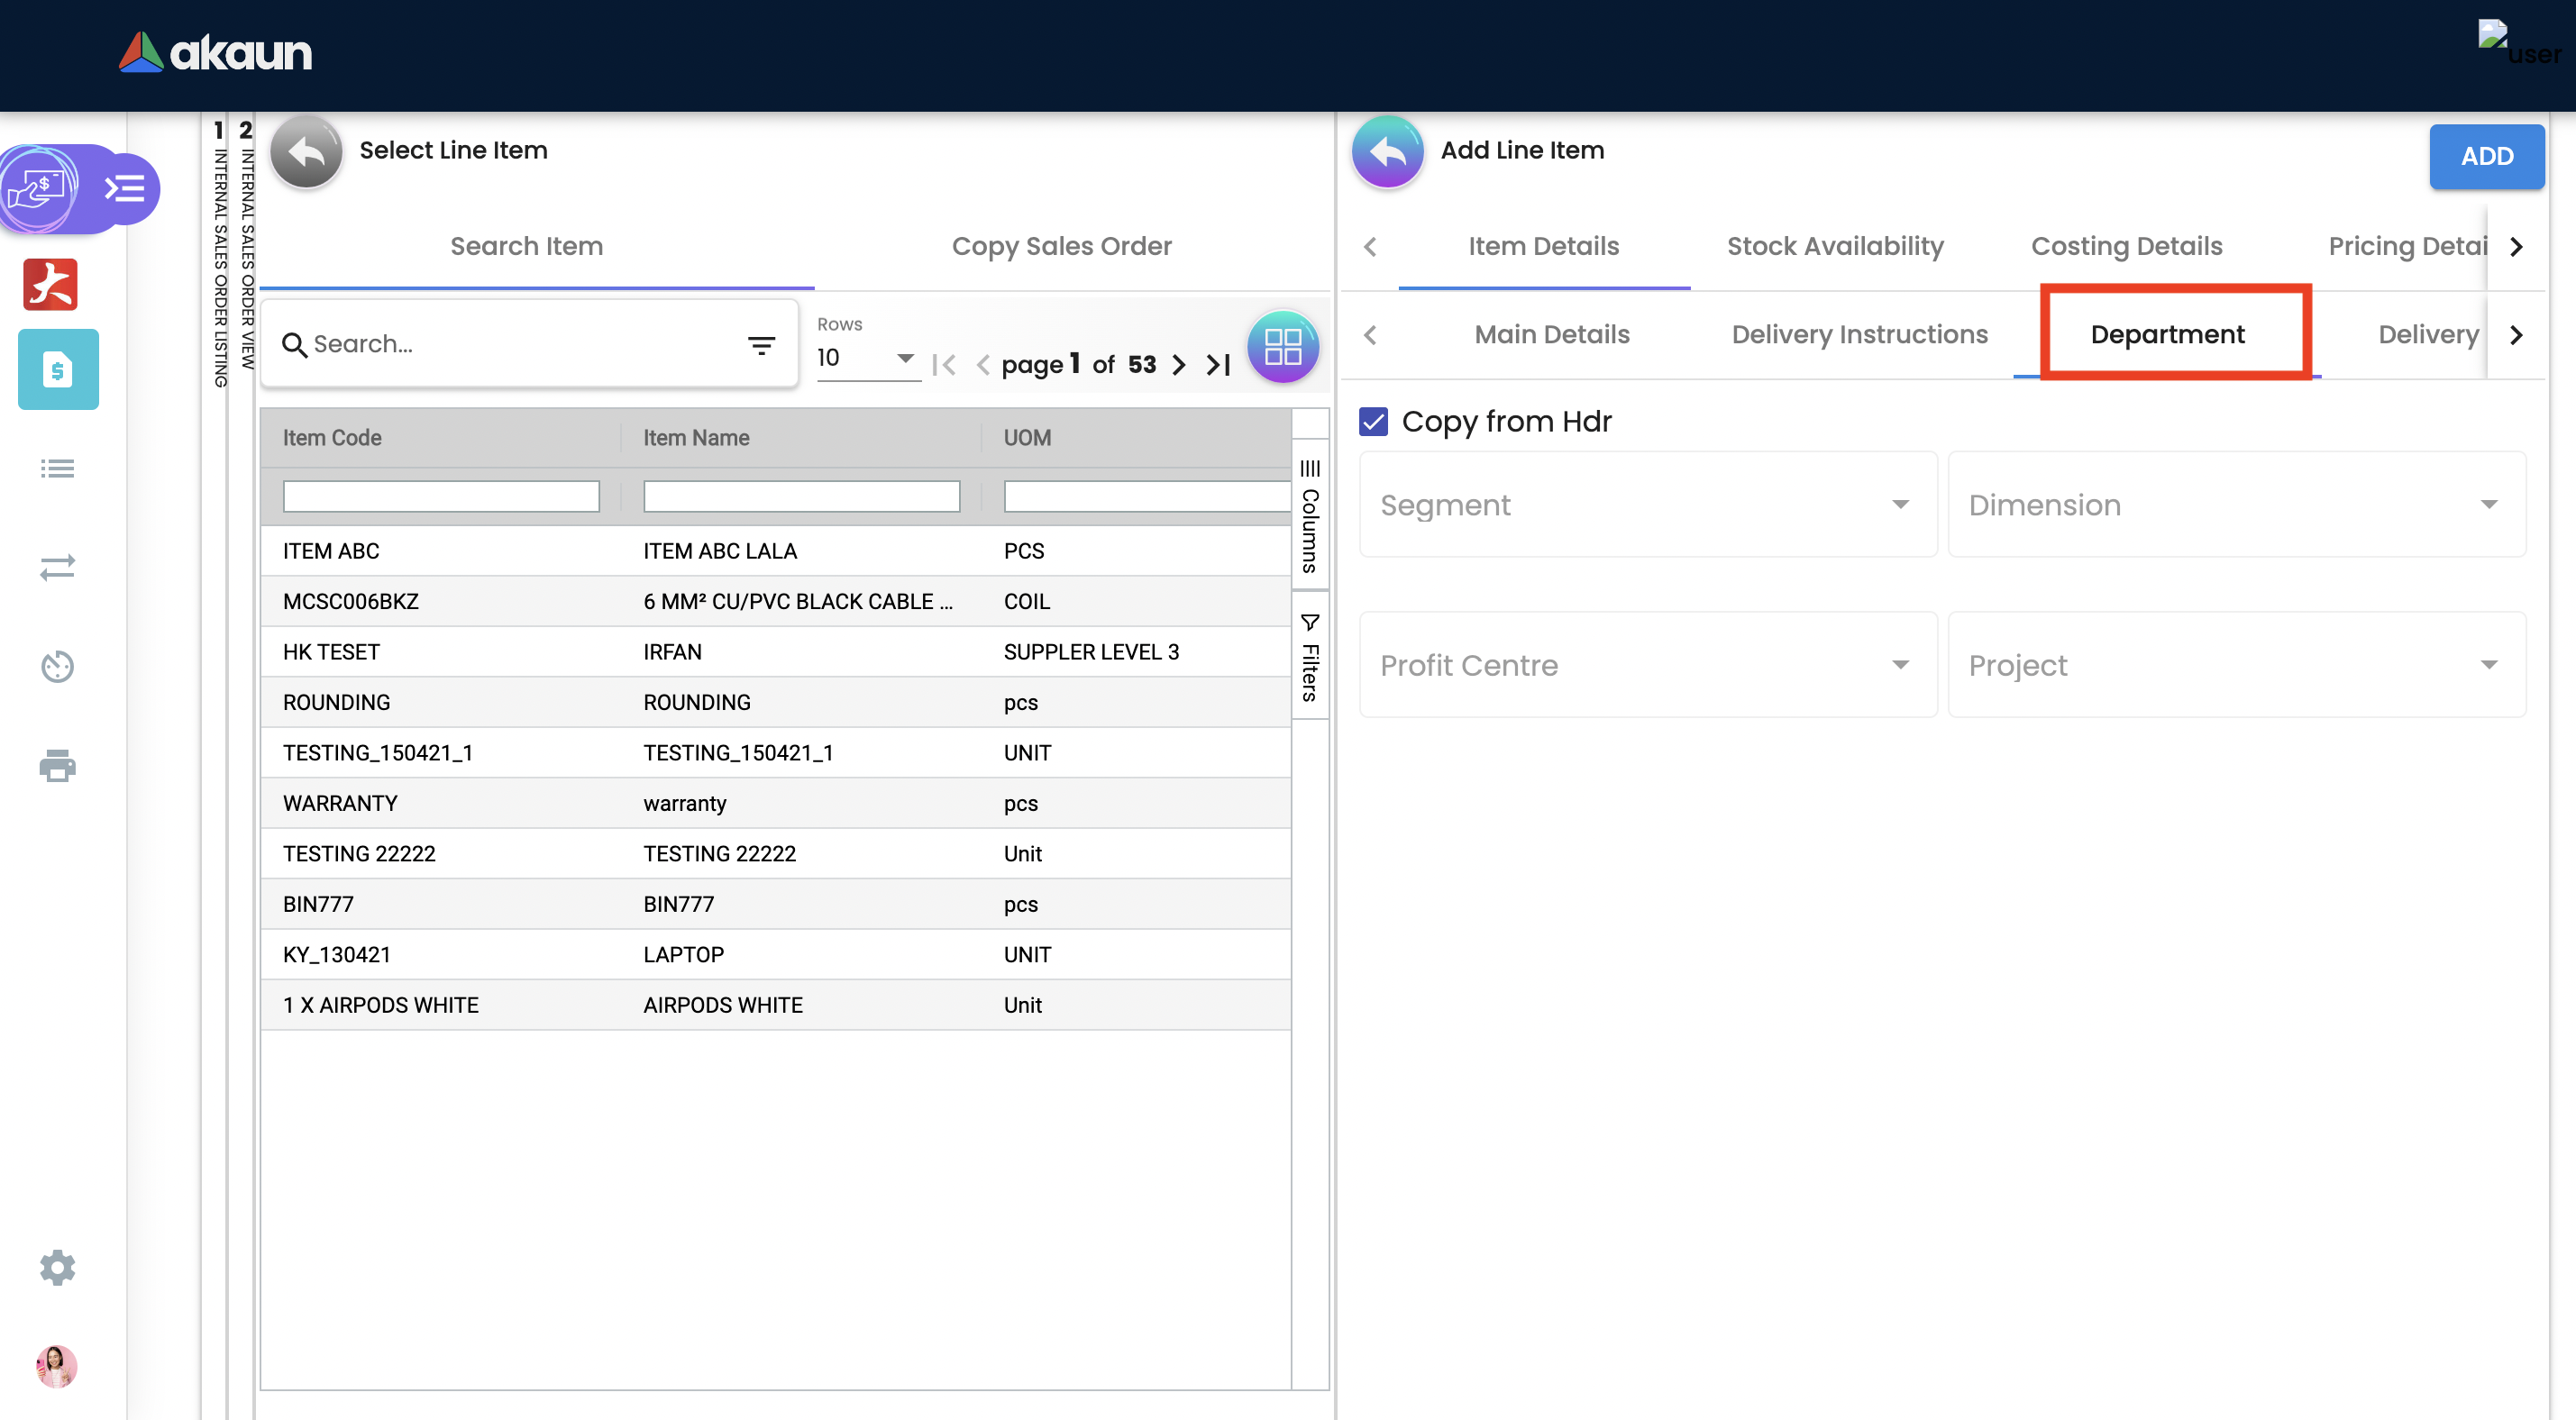 akaun
user
1 INTERNAL SALES ORDER LISTING
2 INTERNAL SALES ORDER VIEW
Select Line Item
Search Item
Copy Sales Order
Search...
Rows
10
page 1 of 53
Item Code Item Name UOM
ITEM ABC ITEM ABC LALA PCS
MCSC006BKZ 6 MM² CU/PVC BLACK CABLE ... COIL
HK TESET IRFAN SUPPLER LEVEL 3
ROUNDING ROUNDING pcs
TESTING_150421_1 TESTING_150421_1 UNIT
WARRANTY warranty pcs
TESTING 22222 TESTING 22222 Unit
BIN777 BIN777 pcs
KY_130421 LAPTOP UNIT
1 X AIRPODS WHITE AIRPODS WHITE Unit
Columns
Filters
Add Line Item
ADD
Item Details Stock Availability Costing Details Pricing Detai
Main Details Delivery Instructions Department Delivery
Copy from Hdr
Segment Dimension
Profit Centre Project